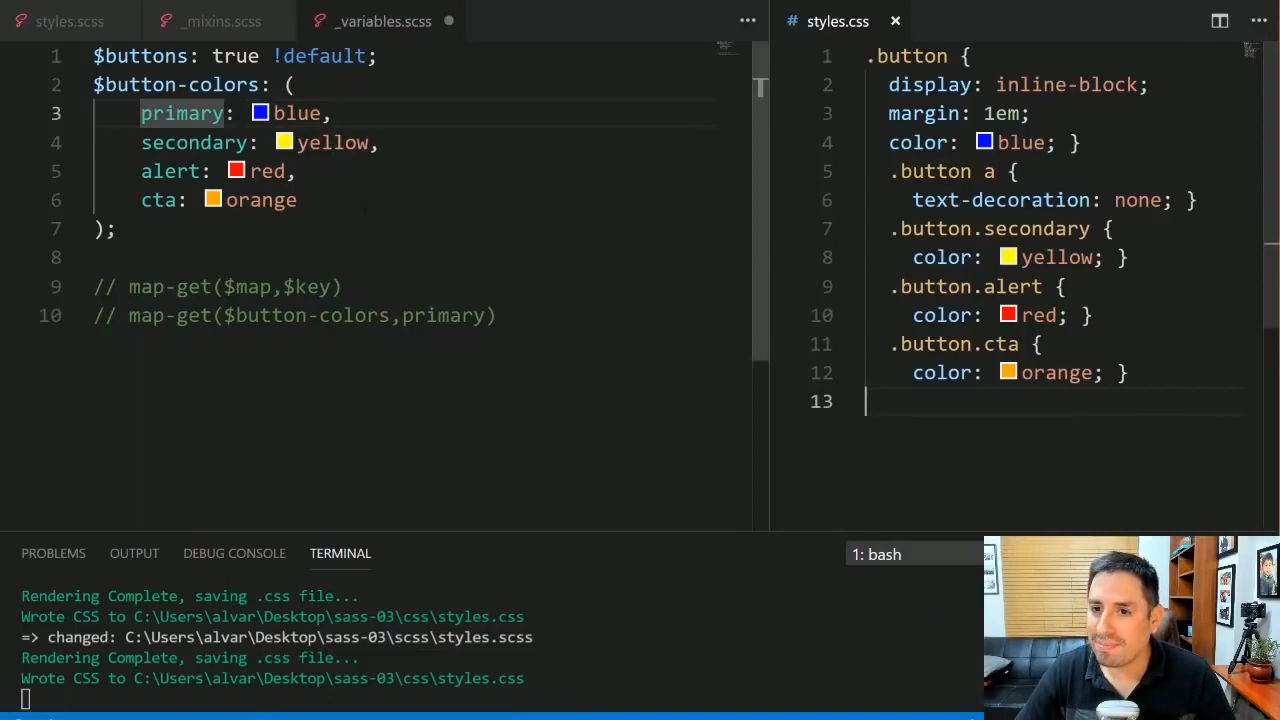 styles.scss
_mixins.scss
_variables.scss
...
# styles.css
...
1 $buttons: true !default;
2 $button-colors: (
3 primary: blue,
4 secondary: yellow,
5 alert: red,
6 cta: orange
7 );
8
9 // map-get($map,$key)
10 // map-get($button-colors,primary)
1 .button {
2 display: inline-block;
3 margin: 1em;
4 color: blue; }
5 .button a {
6 text-decoration: none; }
7 .button.secondary {
8 color: yellow; }
9 .button.alert {
10 color: red; }
11 .button.cta {
12 color: orange; }
13
PROBLEMS OUTPUT DEBUG CONSOLE TERMINAL
1: bash
Rendering Complete, saving .css file...
Wrote CSS to C:\Users\alvar\Desktop\sass-03\css\styles.css
=> changed: C:\Users\alvar\Desktop\sass-03\scss\styles.scss
Rendering Complete, saving .css file...
Wrote CSS to C:\Users\alvar\Desktop\sass-03\css\styles.css